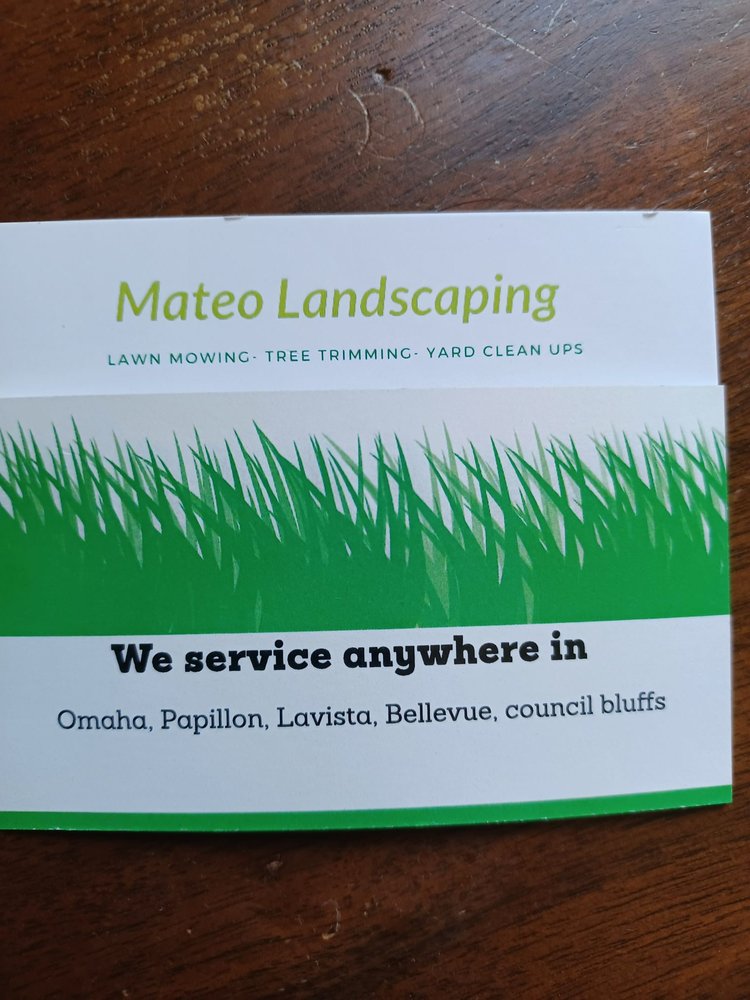 Mateo Landscaping
LAWN MOWING- TREE TRIMMING- YARD CLEAN UPS
We service anywhere in
Omaha, Papillon, Lavista, Bellevue, council bluffs